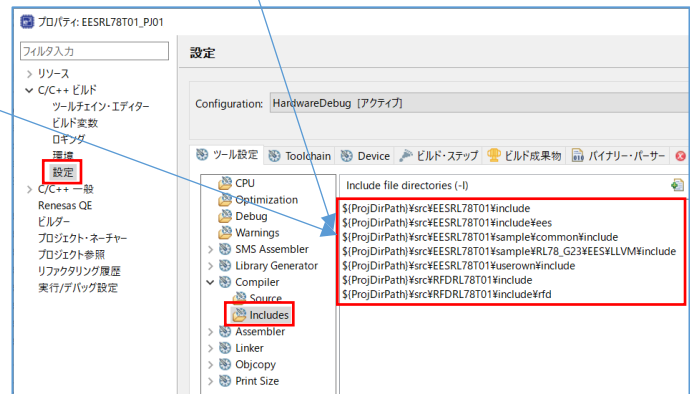 プロパティ: EESRL78T01_PJ01
フィルタ入力
設定
リソース
C/C++ ビルド
ツールチェイン・エディター
ビルド変数
ロギング
環境
設定
C/C++ 一般
Renesas QE
ビルダー
プロジェクト・ネーチャー
プロジェクト参照
リファクタリング履歴
実行/デバッグ設定
Configuration: HardwareDebug [アクティブ]
ツール設定 Toolchain Device ビルド・ステップ ビルド成果物 バイナリー・パーサー
CPU
Optimization
Debug
Warnings
SMS Assembler
Library Generator
Compiler
Source
Includes
Assembler
Linker
Objcopy
Print Size
Include file directories (-I)
${ProjDirPath}¥src¥EESRL78T01¥include
${ProjDirPath}¥src¥EESRL78T01¥include¥ees
${ProjDirPath}¥src¥EESRL78T01¥sample¥common¥include
${ProjDirPath}¥src¥EESRL78T01¥sample¥RL78_G23¥EES¥LLVM¥include
${ProjDirPath}¥src¥EESRL78T01¥userown¥include
${ProjDirPath}¥src¥RFDRL78T01¥include
${ProjDirPath}¥src¥RFDRL78T01¥include¥rfd